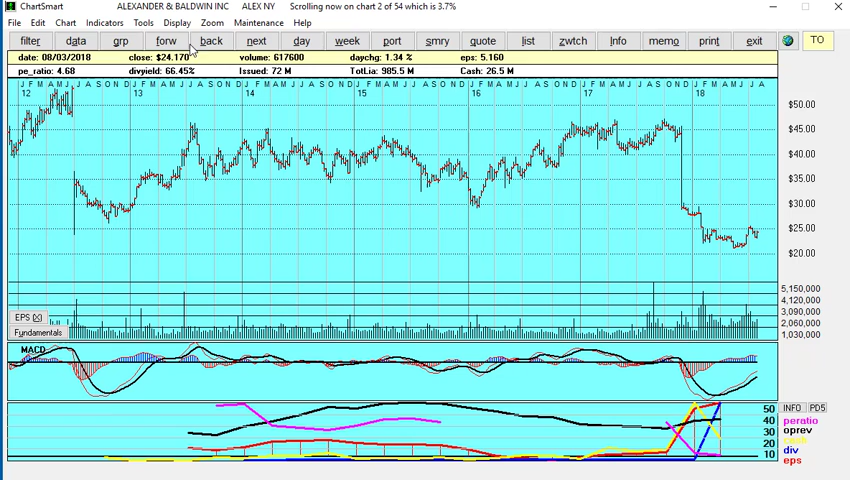 ChartSmart ALEXANDER & BALDWIN INC ALEX NY Scrolling now on chart 2 of 54 which is 3.7%
File Edit Chart Indicators Tools Display Zoom Maintenance Help
filter data grp forw back next day week port smry quote list zwtch Info memo print exit TO
date: 08/03/2018 close: $24.170 volume: 617600 daychg: 1.34 % eps: 5.160
pe_ratio: 4.68 divyield: 66.45% Issued: 72 M TotLia: 985.5 M Cash: 26.5 M
J F M A M J J A S O N D J F M A M J J A S O N D J F M A M J J A S O N D J F M A M J J A S O N D J F M A M J J A S O N D J F M A M J J A S O N D J F M A M J J A
12 13 14 15 16 17 18
$50.00
$45.00
$40.00
$35.00
$30.00
$25.00
$20.00
5,150,000
4,120,000
3,090,000
2,060,000
1,030,000
EPS (X)
Fundamentals
MACD
INFO PD5
50
40
30
20
10
peratio
oprev
cash
div
eps